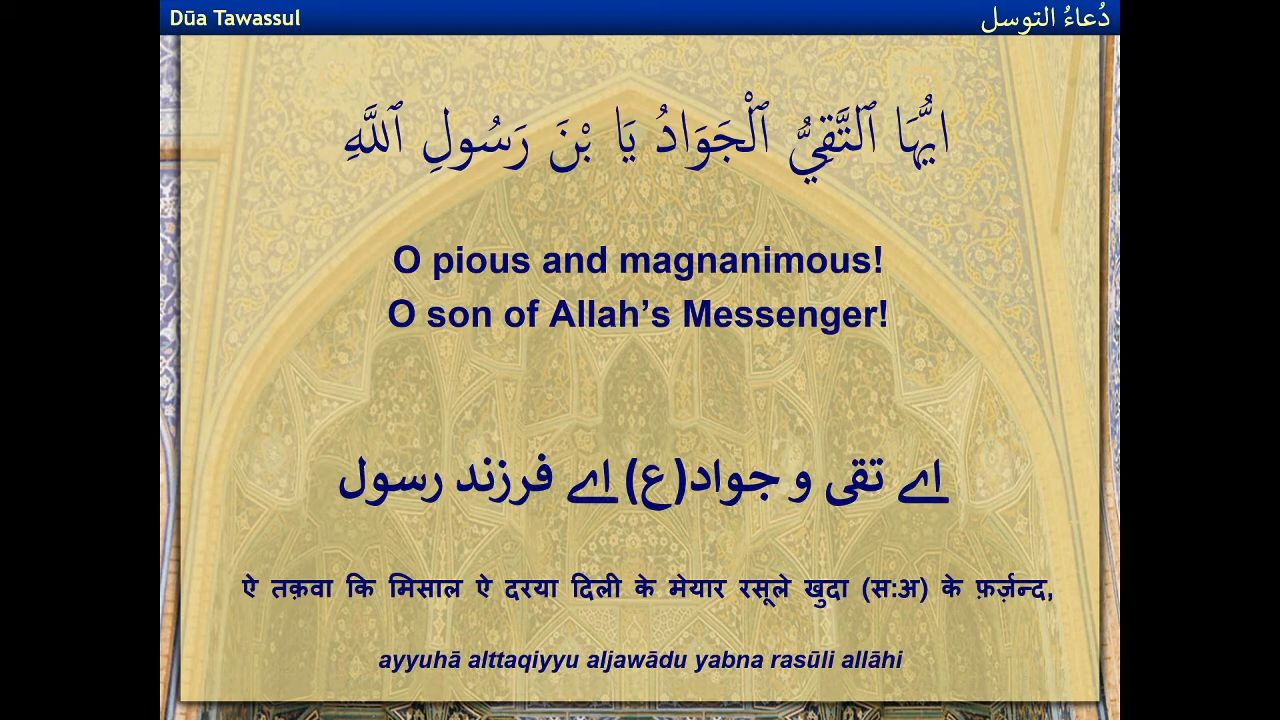 Dūa Tawassul
دُعاءُ التوسل
ايُّهَا ٱلتَّقِيُّ ٱلْجَوَادُ يَا بْنَ رَسُولِ ٱللَّهِ
O pious and magnanimous!
O son of Allah’s Messenger!
اے تقی و جواد(ع) اے فرزند رسول
ऐ तक़वा कि मिसाल ऐ दरया दिली के मेयार रसूले खुदा (स:अ) के फ़र्ज़न्द,
ayyuhā alttaqiyyu aljawādu yabna rasūli allāhi